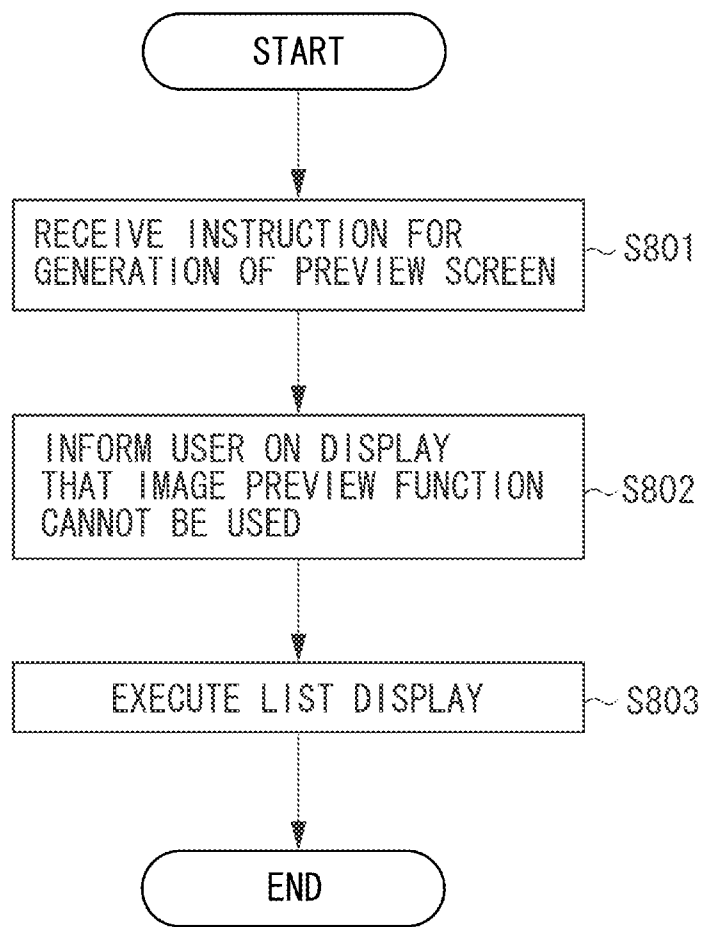 START
RECEIVE INSTRUCTION FOR
GENERATION OF PREVIEW SCREEN
S801
INFORM USER ON DISPLAY
THAT IMAGE PREVIEW FUNCTION
CANNOT BE USED
S802
EXECUTE LIST DISPLAY
S803
END